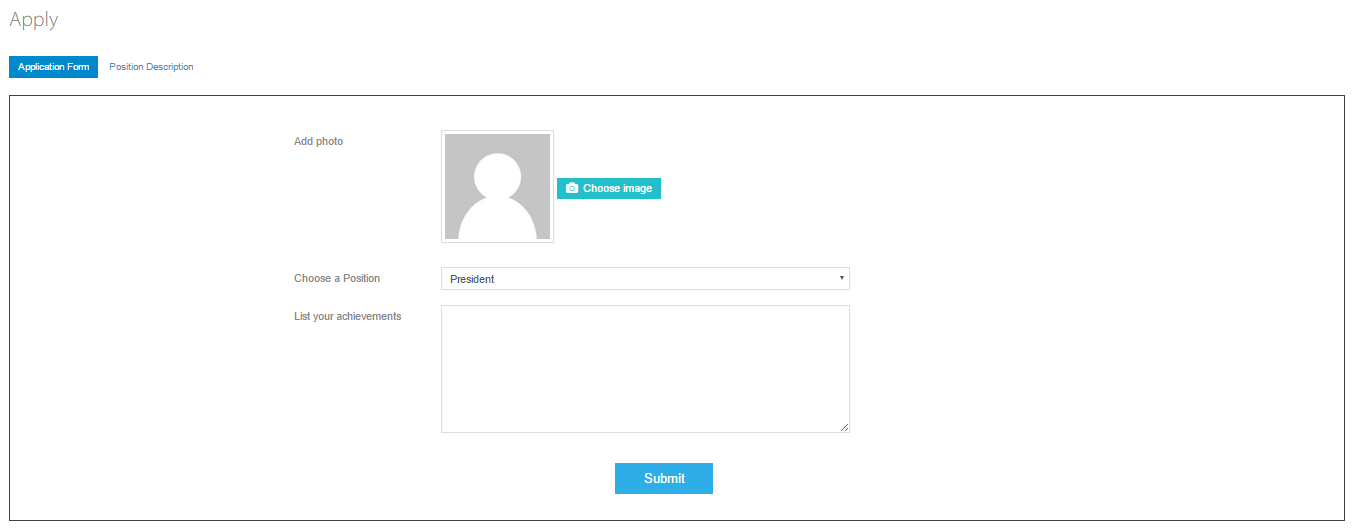 Apply
Application Form Position Description
Add photo
Choose image
Choose a Position President
List your achievements
Submit